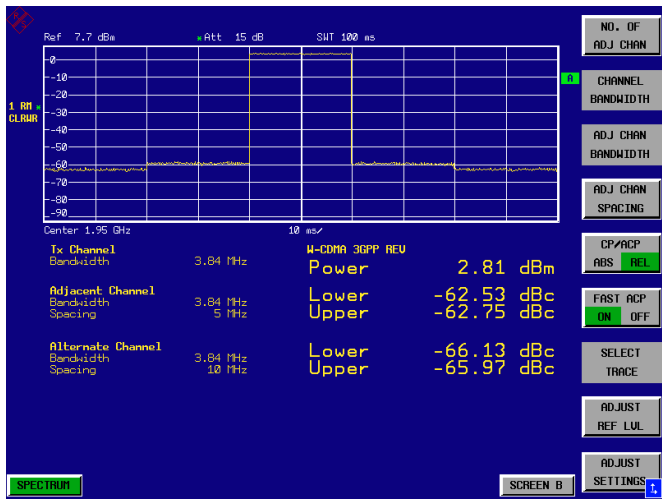 Ref 7.7 dBm *Att 15 dB SWT 100 ms
-0
-10
-20
-30
-40
-50
-60
-70
-80
-90
1 RM *
CLRWR
A
Center 1.95 GHz 10 ms/
Tx Channel W-CDMA 3GPP REV
Bandwidth 3.84 MHz Power 2.81 dBm
Adjacent Channel Lower -62.53 dBc
Bandwidth 3.84 MHz
Spacing 5 MHz Upper -62.75 dBc
Alternate Channel Lower -66.13 dBc
Bandwidth 3.84 MHz
Spacing 10 MHz Upper -65.97 dBc
NO. OF
ADJ CHAN
CHANNEL
BANDWIDTH
ADJ CHAN
BANDWIDTH
ADJ CHAN
SPACING
CP/ACP
ABS REL
FAST ACP
ON OFF
SELECT
TRACE
ADJUST
REF LVL
ADJUST
SETTINGS
SPECTRUM SCREEN B